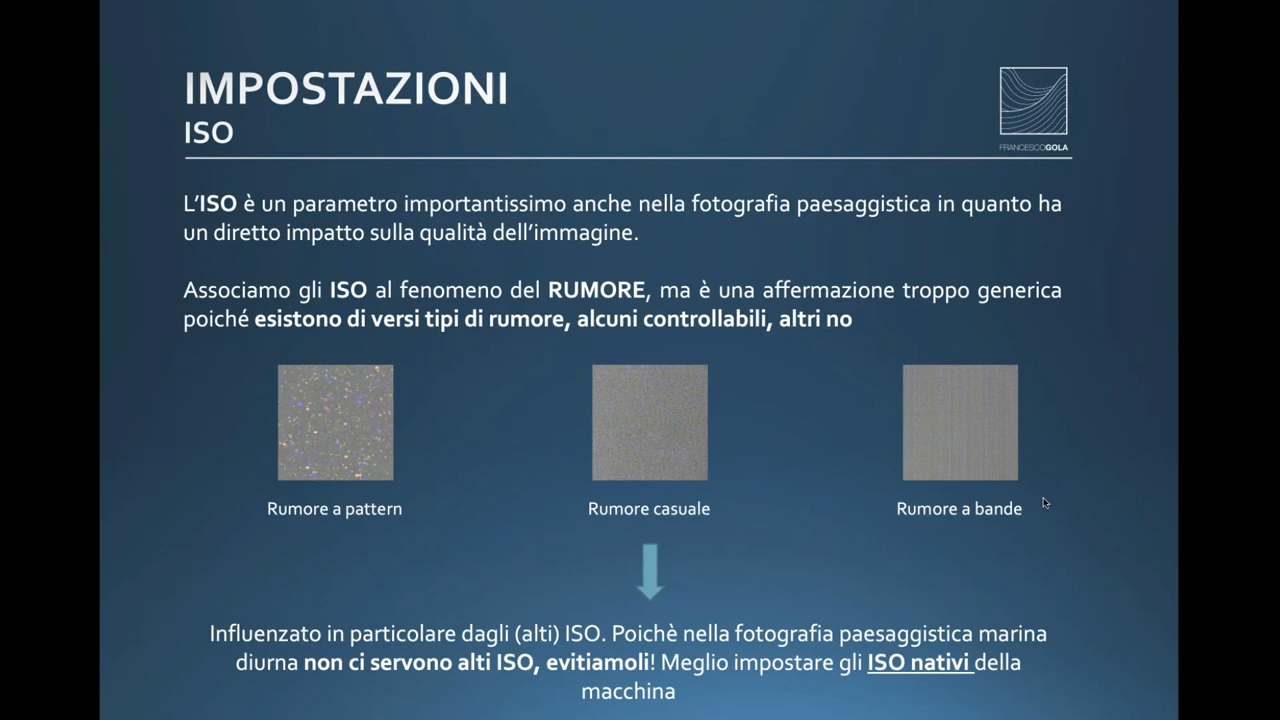 IMPOSTAZIONI
ISO
FRANCESCOGOLA
L'ISO è un parametro importantissimo anche nella fotografia paesaggistica in quanto ha
un diretto impatto sulla qualità dell'immagine.
Associamo gli ISO al fenomeno del RUMORE, ma è una affermazione troppo generica
poiché esistono di versi tipi di rumore, alcuni controllabili, altri no
Rumore a pattern
Rumore casuale
Rumore a bande
Influenzato in particolare dagli (alti) ISO. Poichè nella fotografia paesaggistica marina
diurna non ci servono alti ISO, evitiamoli! Meglio impostare gli ISO nativi della
macchina